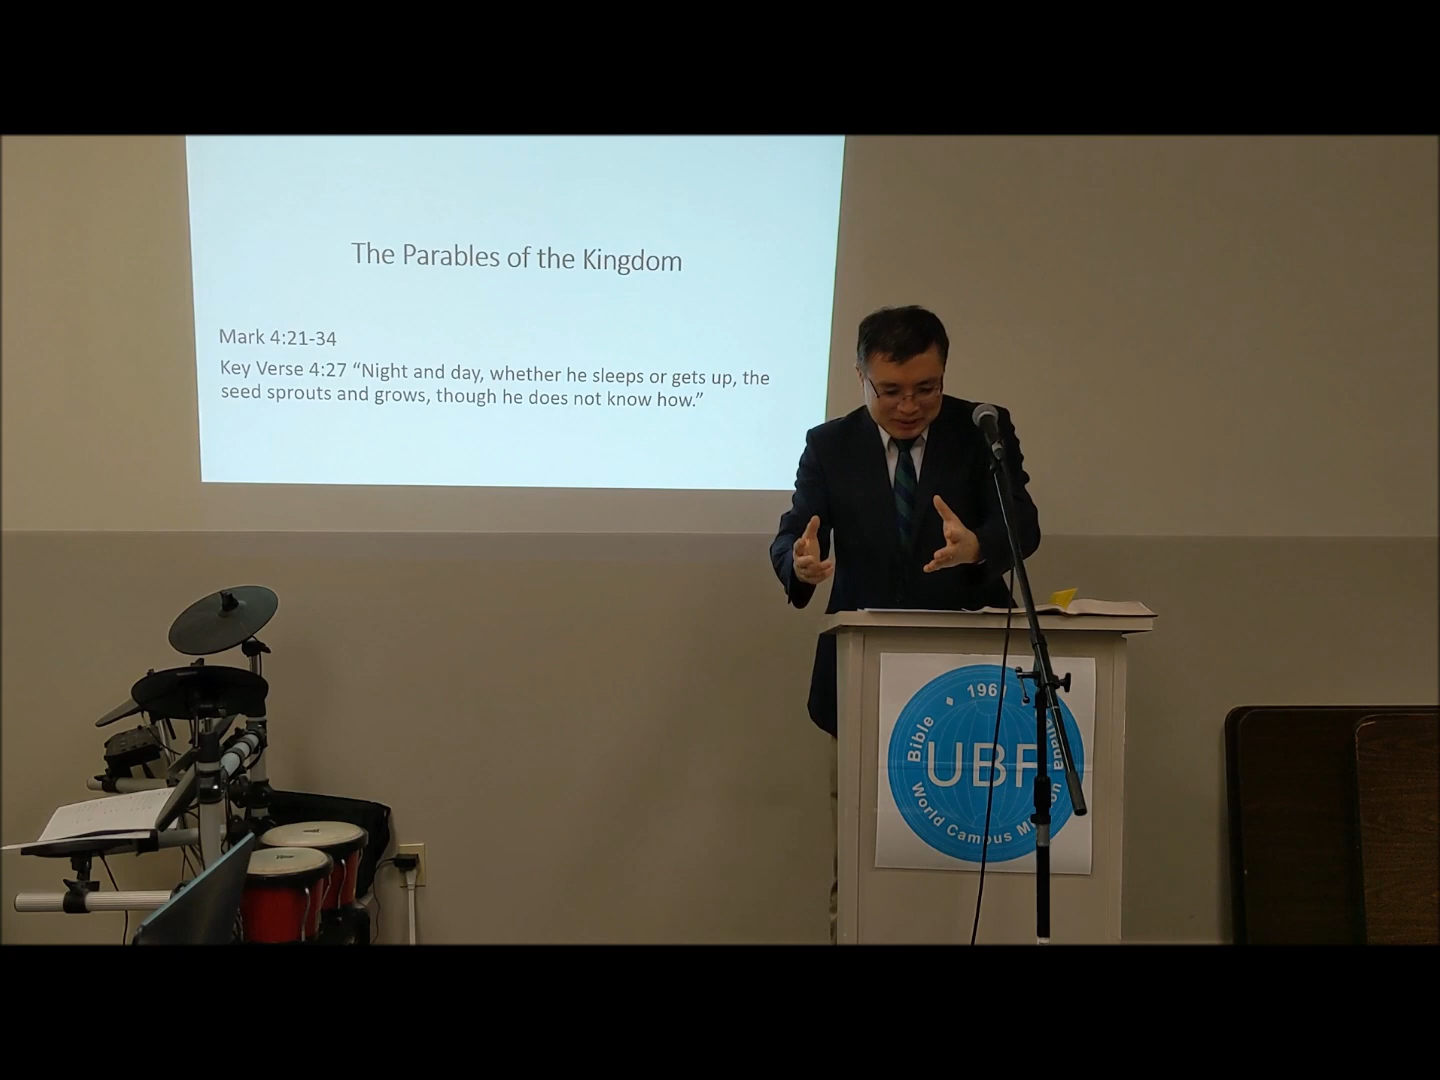 The Parables of the Kingdom
Mark 4:21-34
Key Verse 4:27 “Night and day, whether he sleeps or gets up, the
seed sprouts and grows, though he does not know how.”
1961
Bible
UBF
World Campus